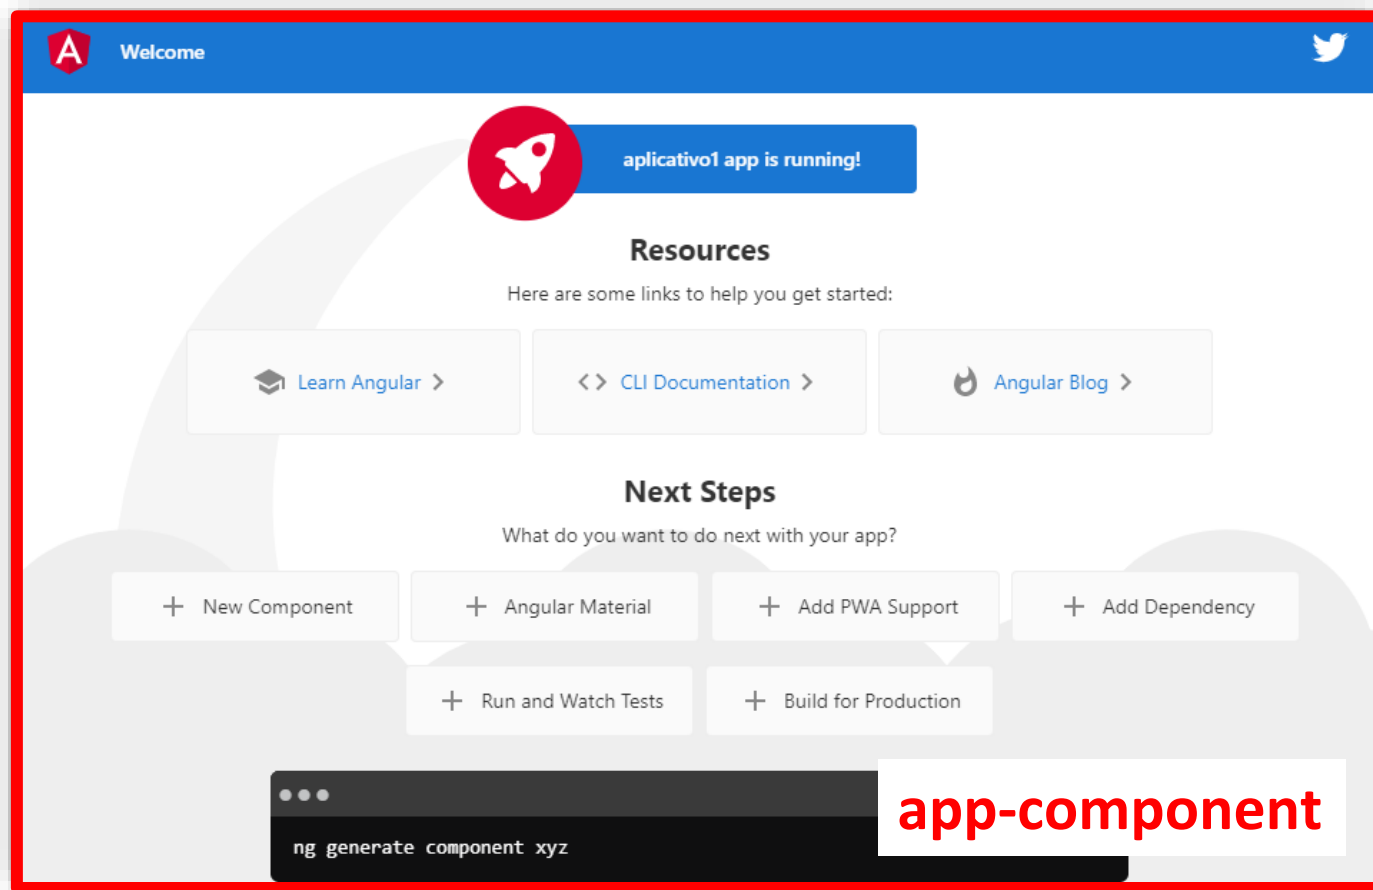 A
Welcome
aplicativo1 app is running!
Resources
Here are some links to help you get started:
Learn Angular
CLI Documentation
Angular Blog
Next Steps
What do you want to do next with your app?
New Component
Angular Material
Add PWA Support
Add Dependency
Run and Watch Tests
Build for Production
app-component
ng generate component xyz